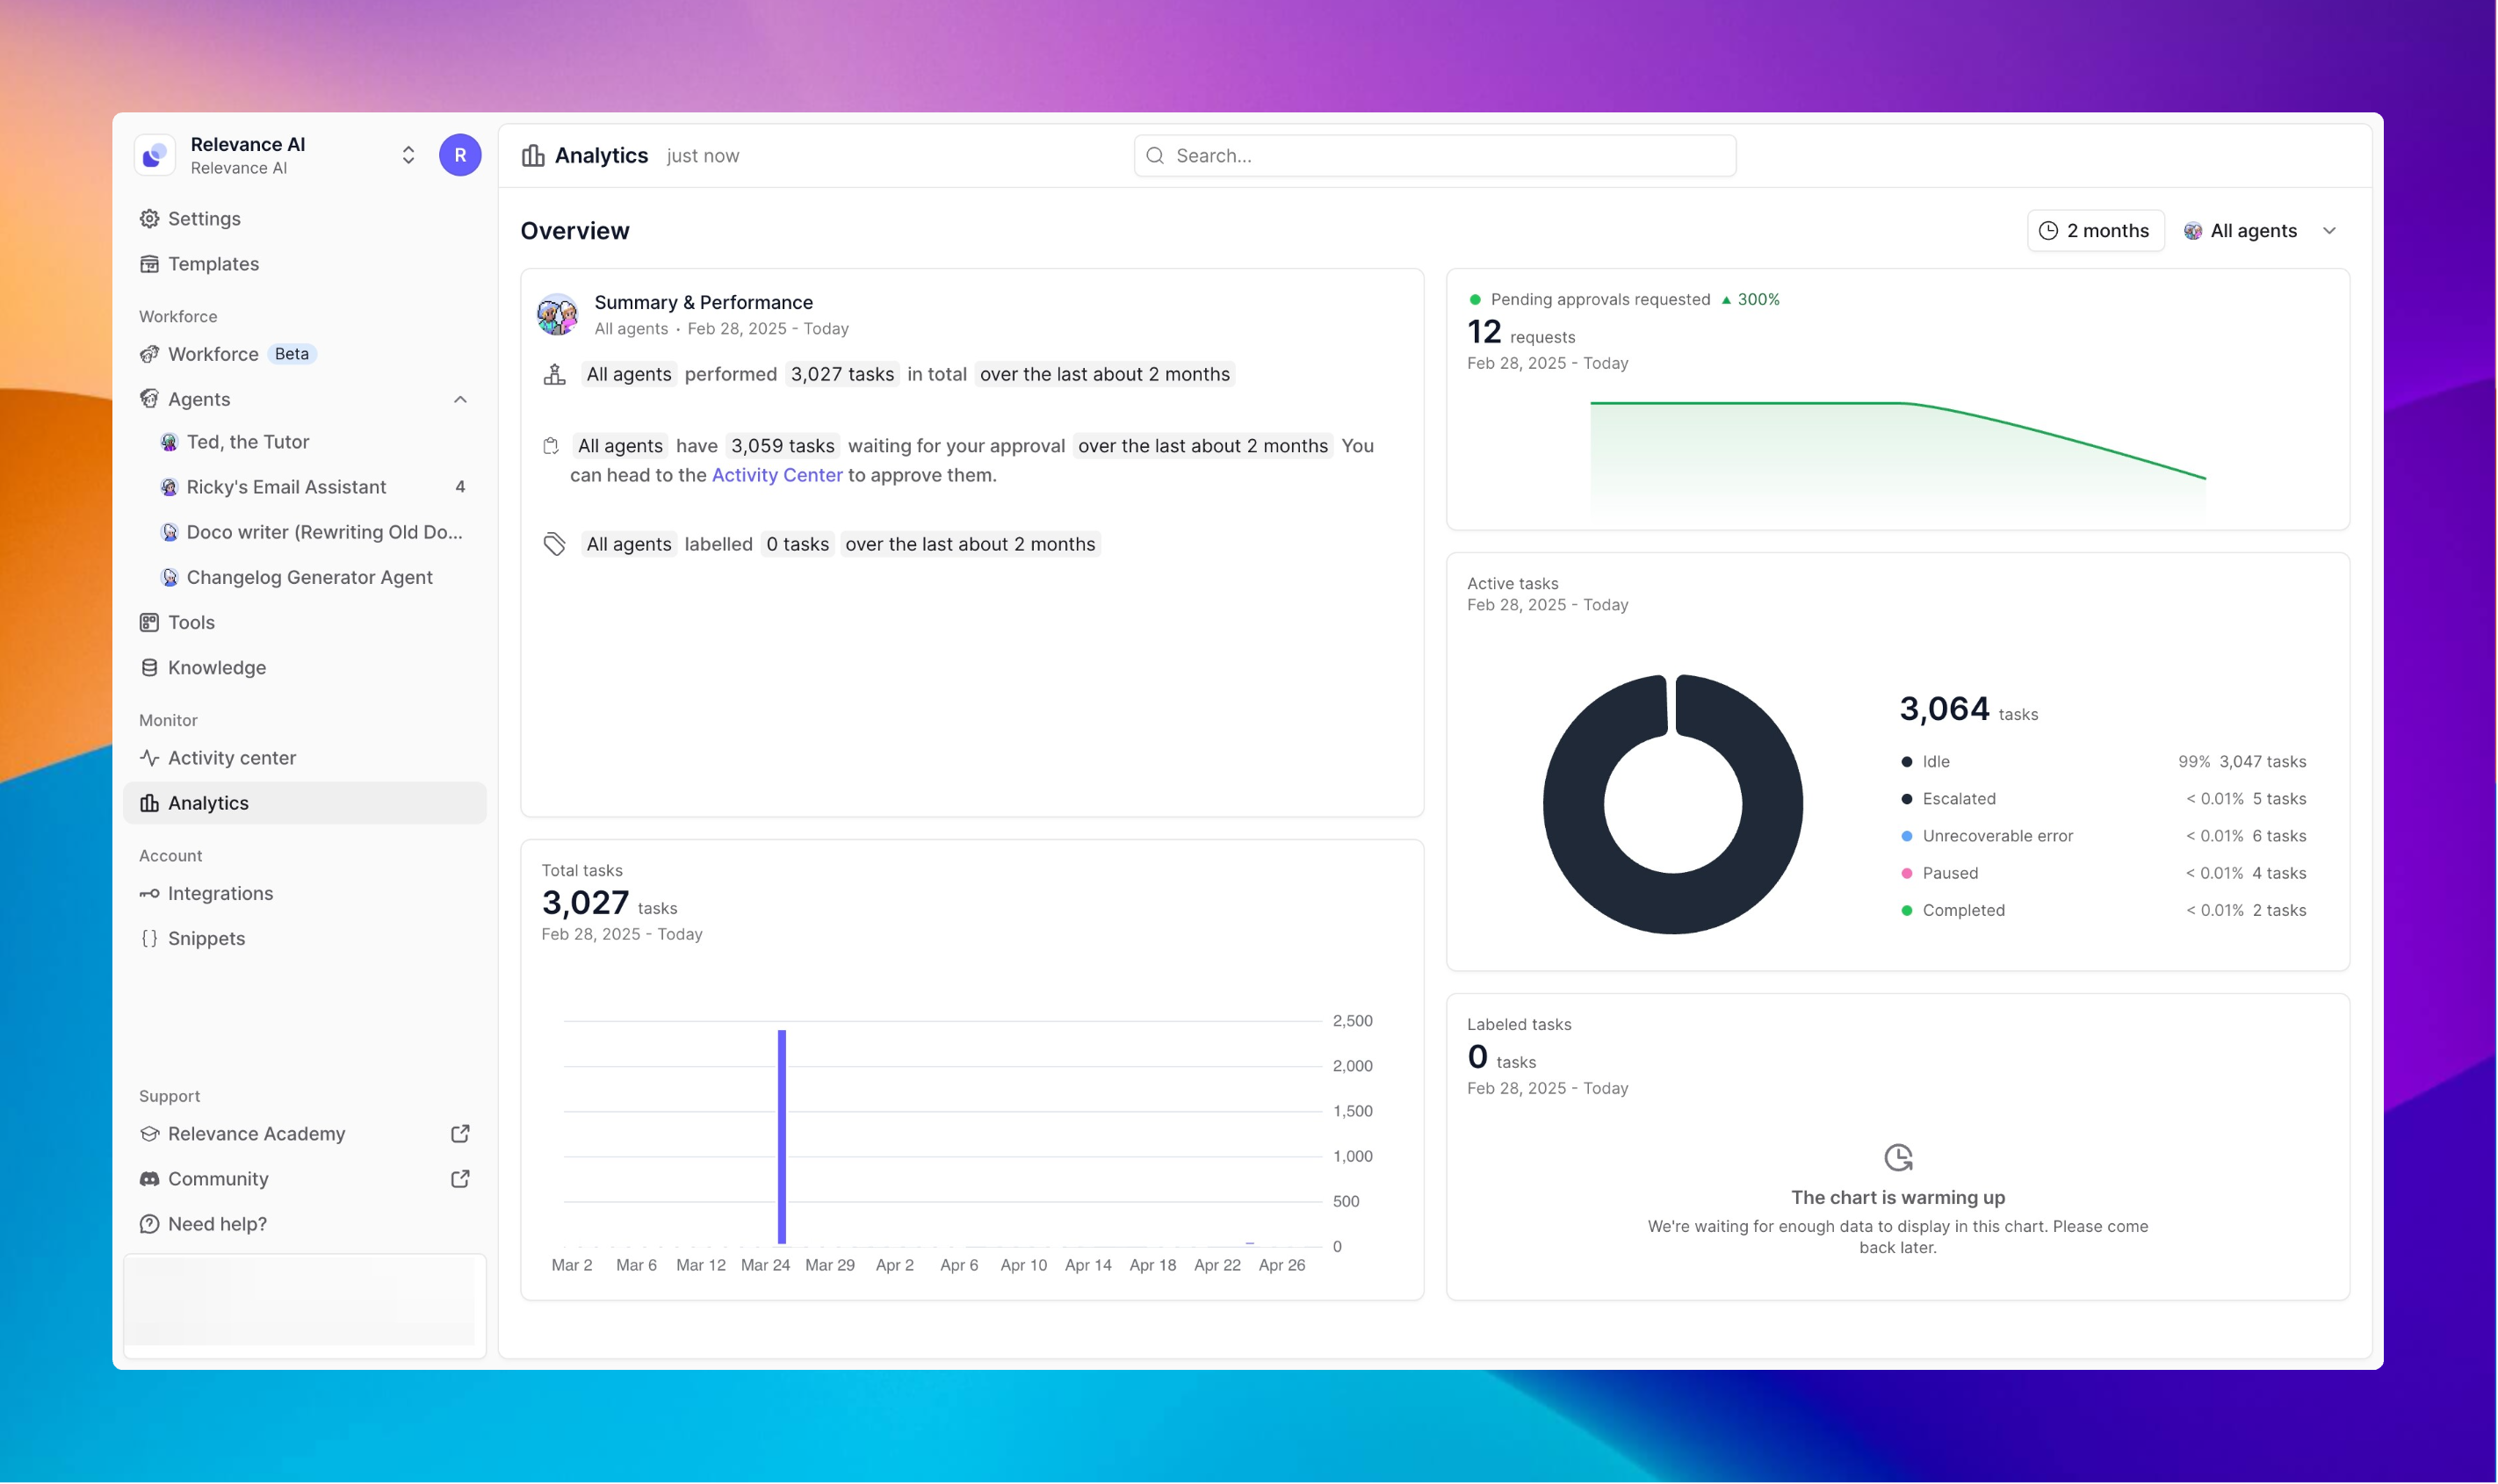 Relevance AI
Relevance AI
R
Settings
Templates
Workforce
Workforce Beta
Agents
Ted, the Tutor
Ricky's Email Assistant 4
Doco writer (Rewriting Old Do...
Changelog Generator Agent
Tools
Knowledge
Monitor
Activity center
Analytics
Account
Integrations
Snippets
Support
Relevance Academy
Community
Need help?
Analytics just now
Search...
Overview
2 months All agents
Summary & Performance
All agents • Feb 28, 2025 - Today
All agents performed 3,027 tasks in total over the last about 2 months
All agents have 3,059 tasks waiting for your approval over the last about 2 months You
can head to the Activity Center to approve them.
All agents labelled 0 tasks over the last about 2 months
Pending approvals requested ▲ 300%
12 requests
Feb 28, 2025 - Today
Active tasks
Feb 28, 2025 - Today
3,064 tasks
Idle 99% 3,047 tasks
Escalated < 0.01% 5 tasks
Unrecoverable error < 0.01% 6 tasks
Paused < 0.01% 4 tasks
Completed < 0.01% 2 tasks
Total tasks
3,027 tasks
Feb 28, 2025 - Today
2,500
2,000
1,500
1,000
500
0
Mar 2 Mar 6 Mar 12 Mar 24 Mar 29 Apr 2 Apr 6 Apr 10 Apr 14 Apr 18 Apr 22 Apr 26
Labeled tasks
0 tasks
Feb 28, 2025 - Today
The chart is warming up
We're waiting for enough data to display in this chart. Please come
back later.